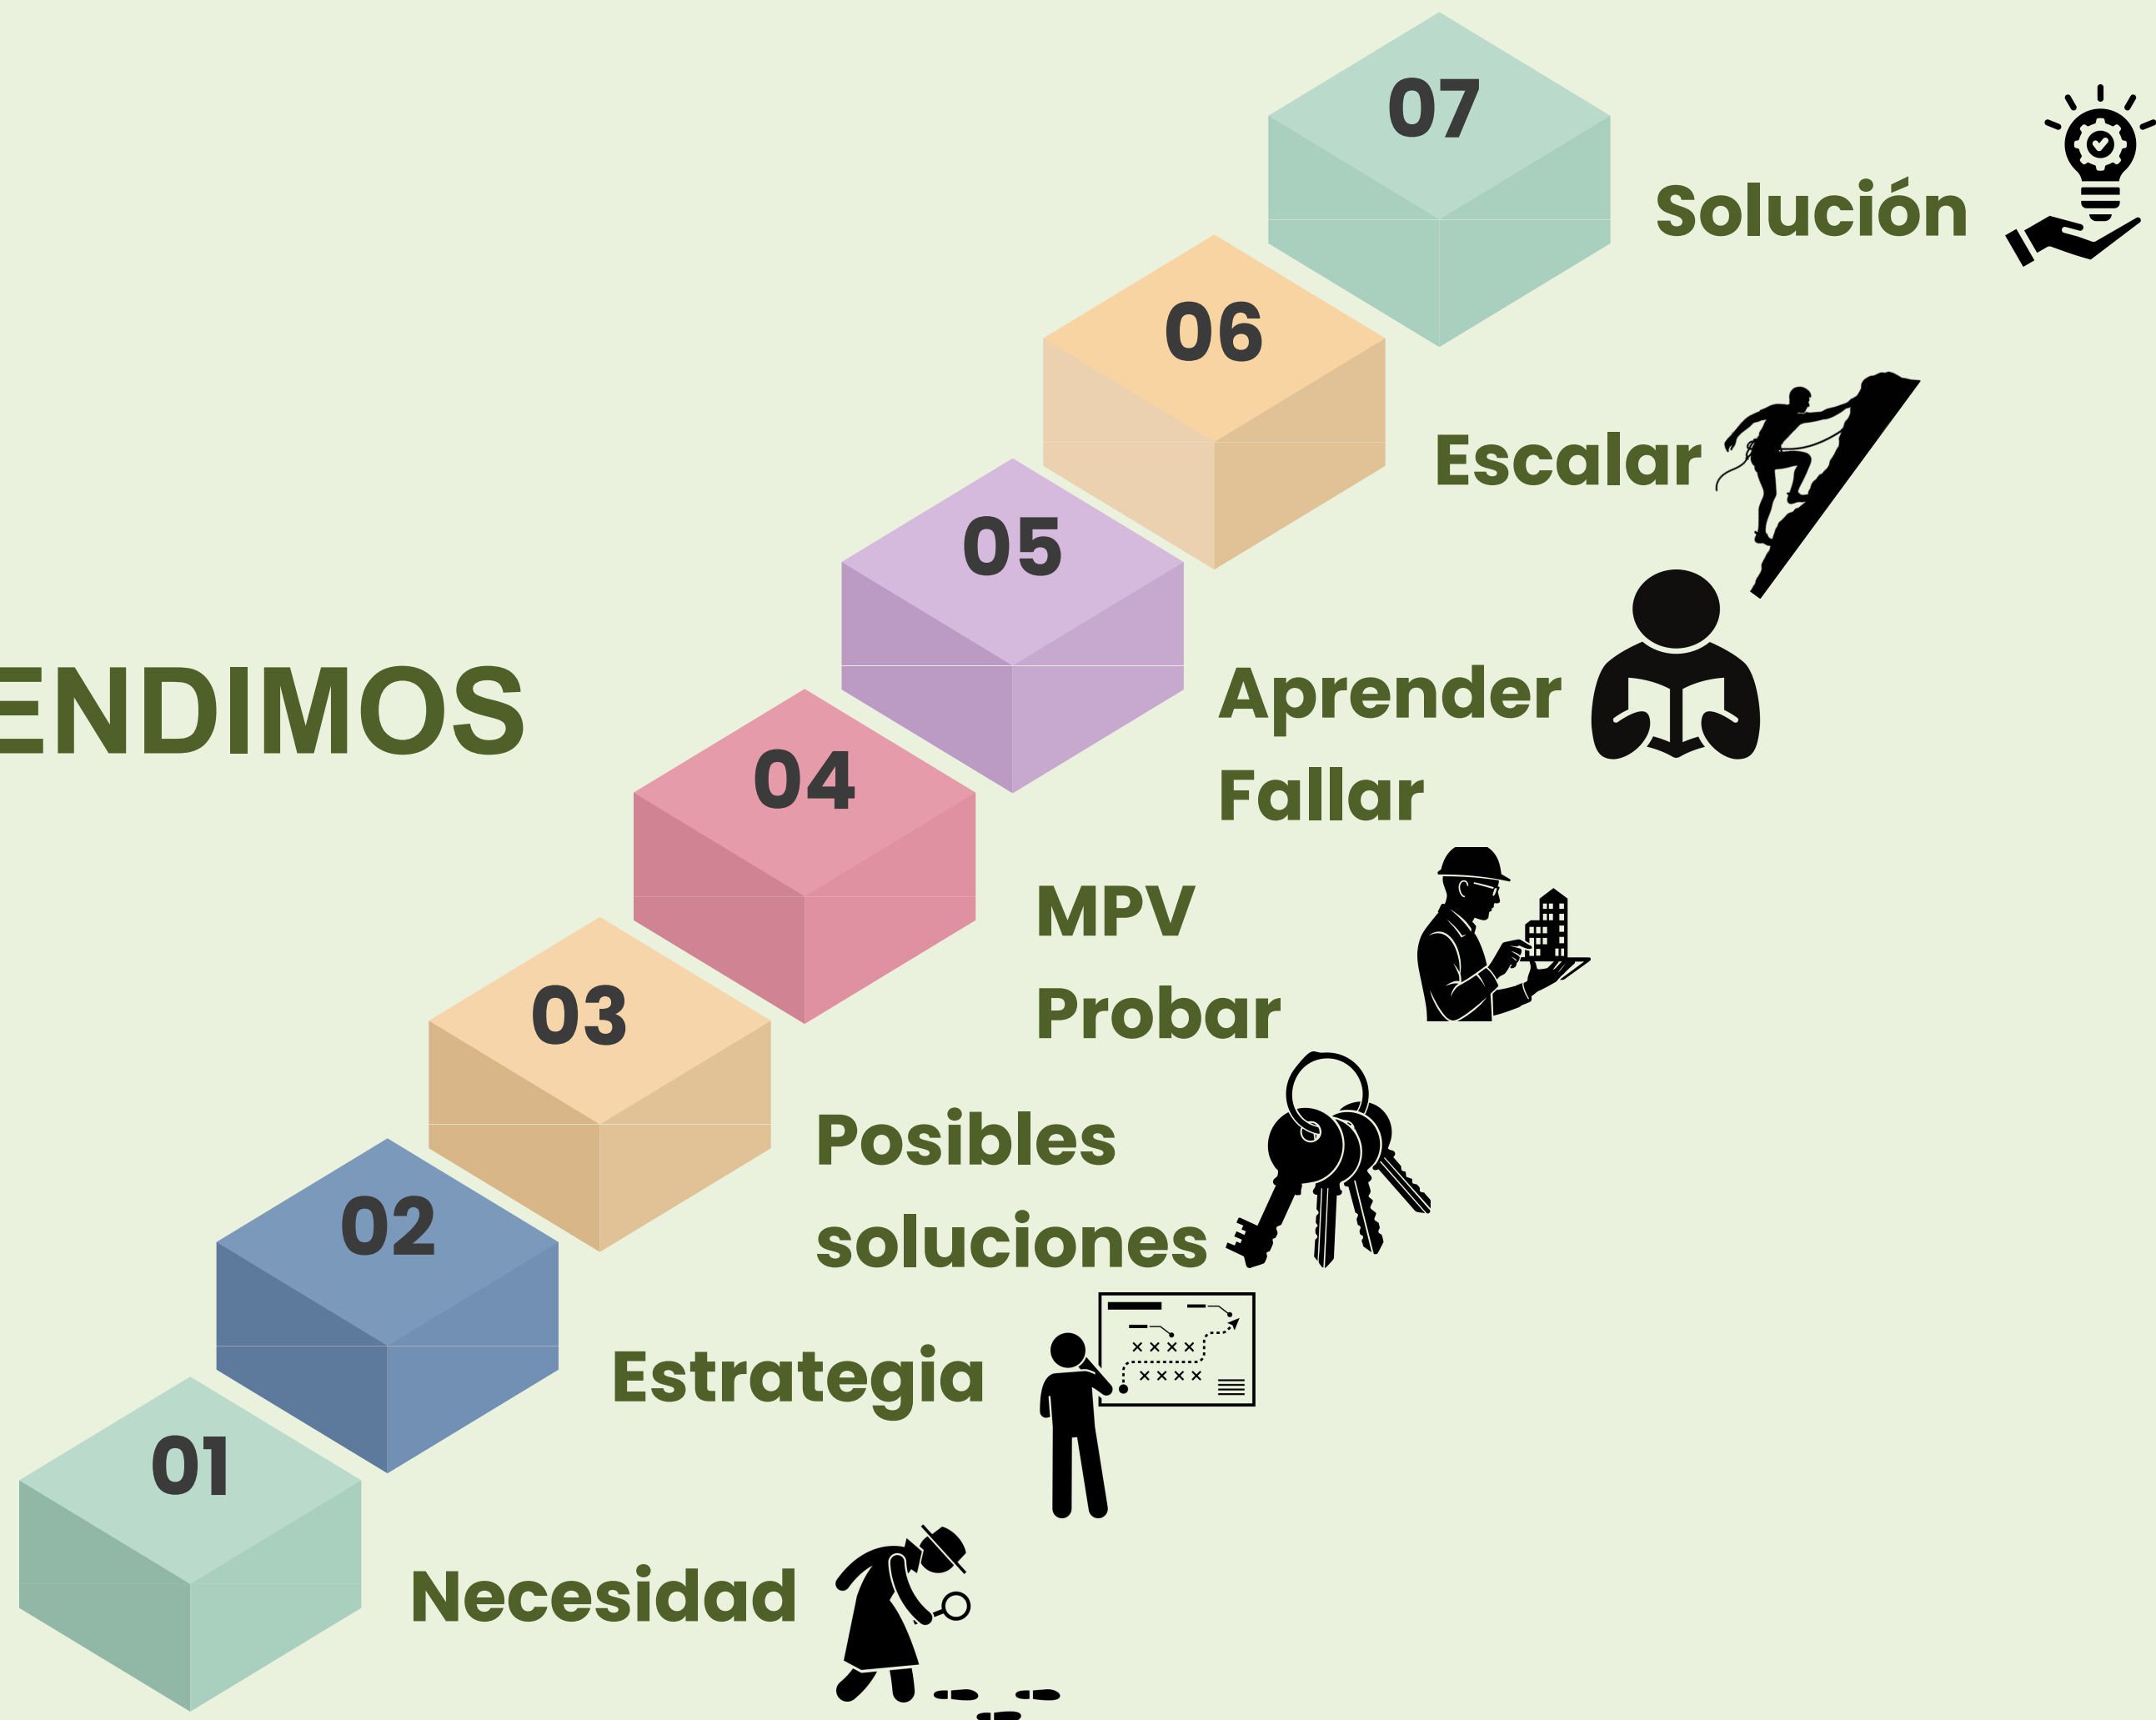 07
Solución
06
Escalar
05
Aprender
Fallar
ENDIMOS
04
MPV
Probar
03
Posibles
soluciones
02
Estrategia
01
Necesidad